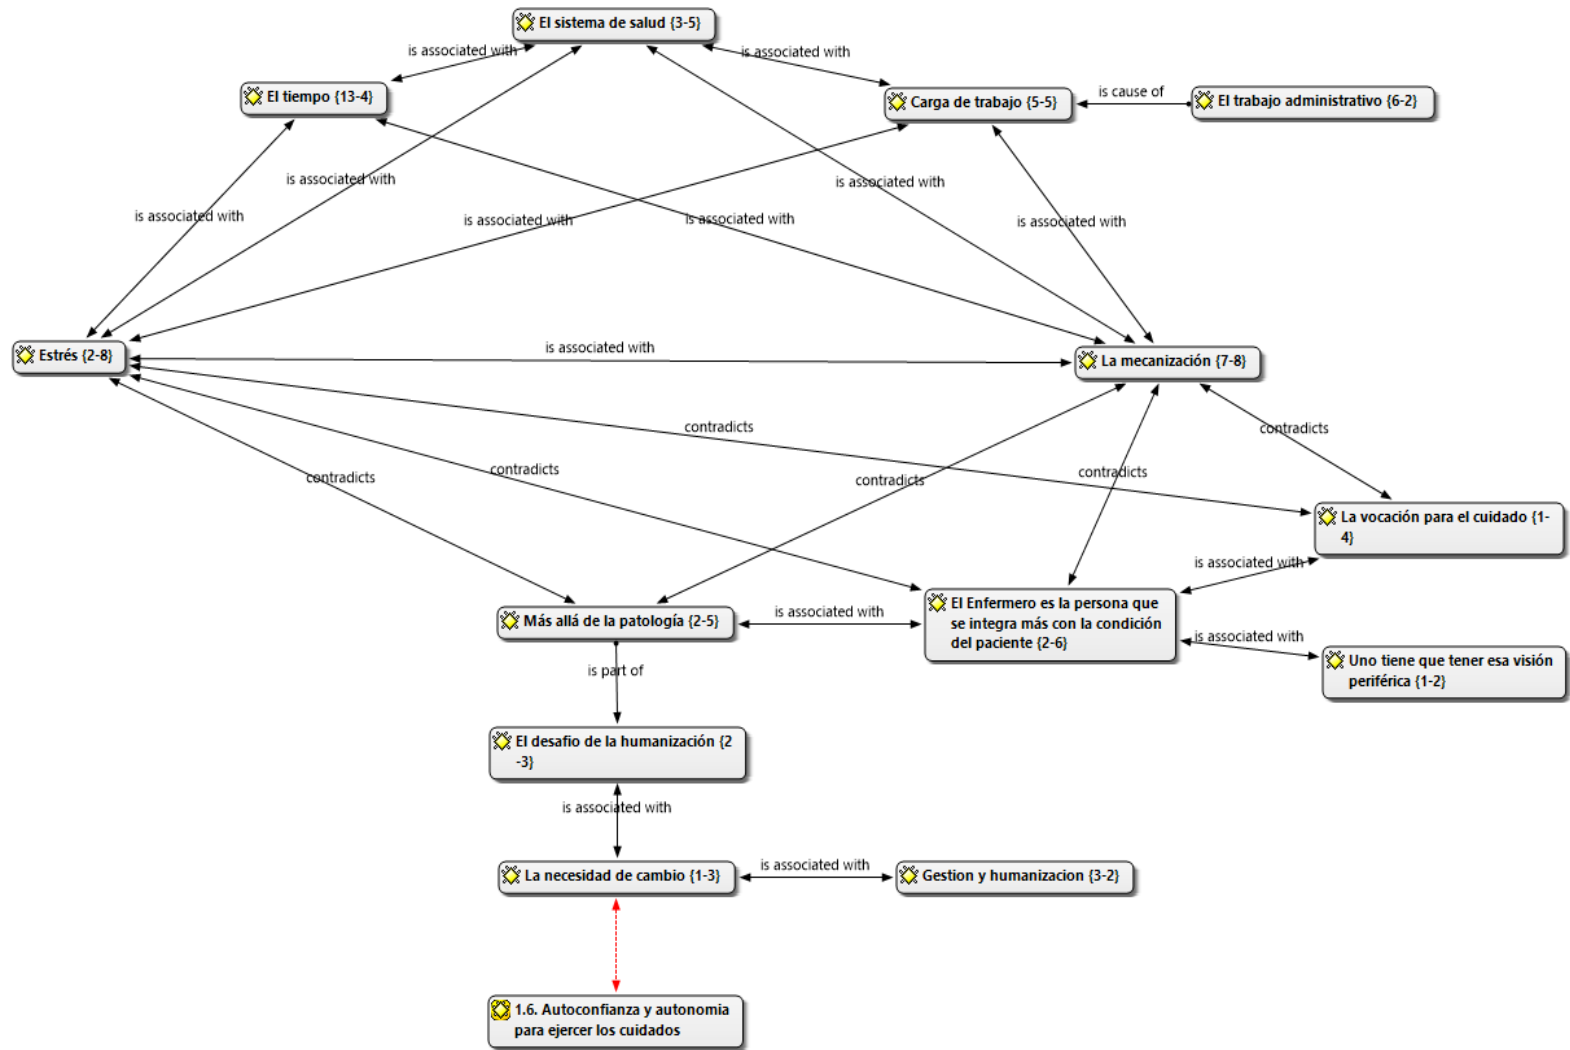 El sistema de salud {3-5}
is associated with
is associated with
El tiempo {13-4}
Carga de trabajo {5-5}
is cause of
El trabajo administrativo {6-2}
is associated with
is associated with
is associated with
is associated with
is associated with
is associated with
Estrés {2-8}
is associated with
La mecanización {7-8}
contradicts
contradicts
contradicts
contradicts
contradicts
contradicts
La vocación para el cuidado {1-
4}
is associated with
Más allá de la patología {2-5}
is associated with
El Enfermero es la persona que
se integra más con la condición
del paciente {2-6}
is associated with
Uno tiene que tener esa visión
periférica {1-2}
is part of
El desafio de la humanización {2
-3}
is associated with
La necesidad de cambio {1-3}
is associated with
Gestion y humanizacion {3-2}
1.6. Autoconfianza y autonomia
para ejercer los cuidados